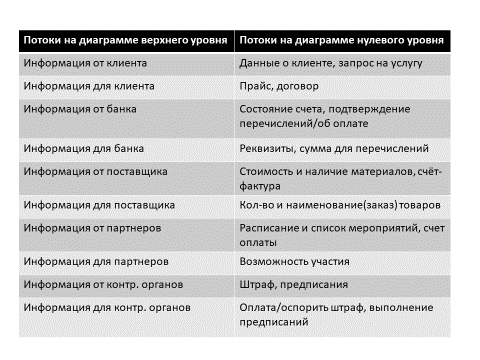 Потоки на диаграмме верхнего уровня Потоки на диаграмме нулевого уровня
Информация от клиента Данные о клиенте, запрос на услугу
Информация для клиента Прайс, договор
Информация от банка Состояние счета, подтверждение
перечислений/об оплате
Информация для банка Реквизиты, сумма для перечислений
Информация от поставщика Стоимость и наличие материалов, счёт-
фактура
Информация для поставщика Кол-во и наименование(заказ) товаров
Информация от партнеров Расписание и список мероприятий, счет
оплаты
Информация для партнеров Возможность участия
Информация от контр. органов Штраф, предписания
Информация для контр. органов Оплата/оспорить штраф, выполнение
предписаний